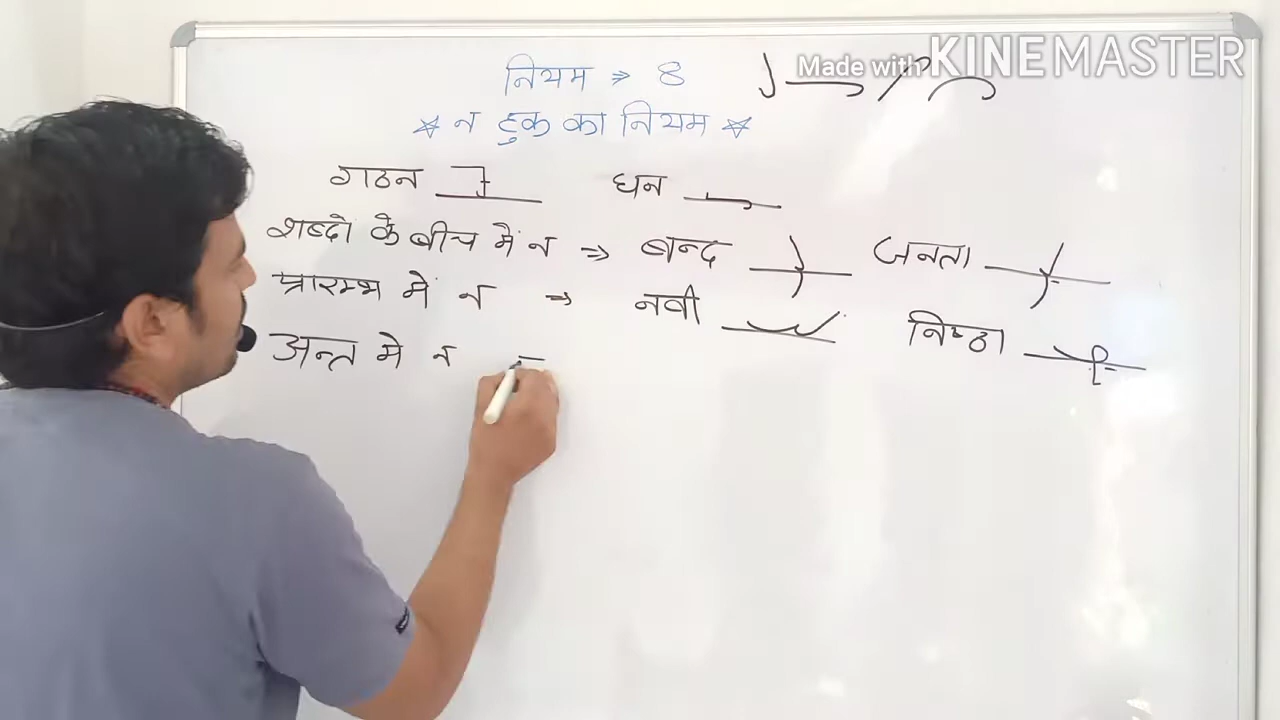 Made with KINEMASTER
नियम ⇒ 8
☆ न हुक का नियम ☆
गठन धन
शब्दो के बीच में न ⇒ बन्द जनता
प्रारम्भ में न ⇒ नवी निष्ठा
अन्त मे न